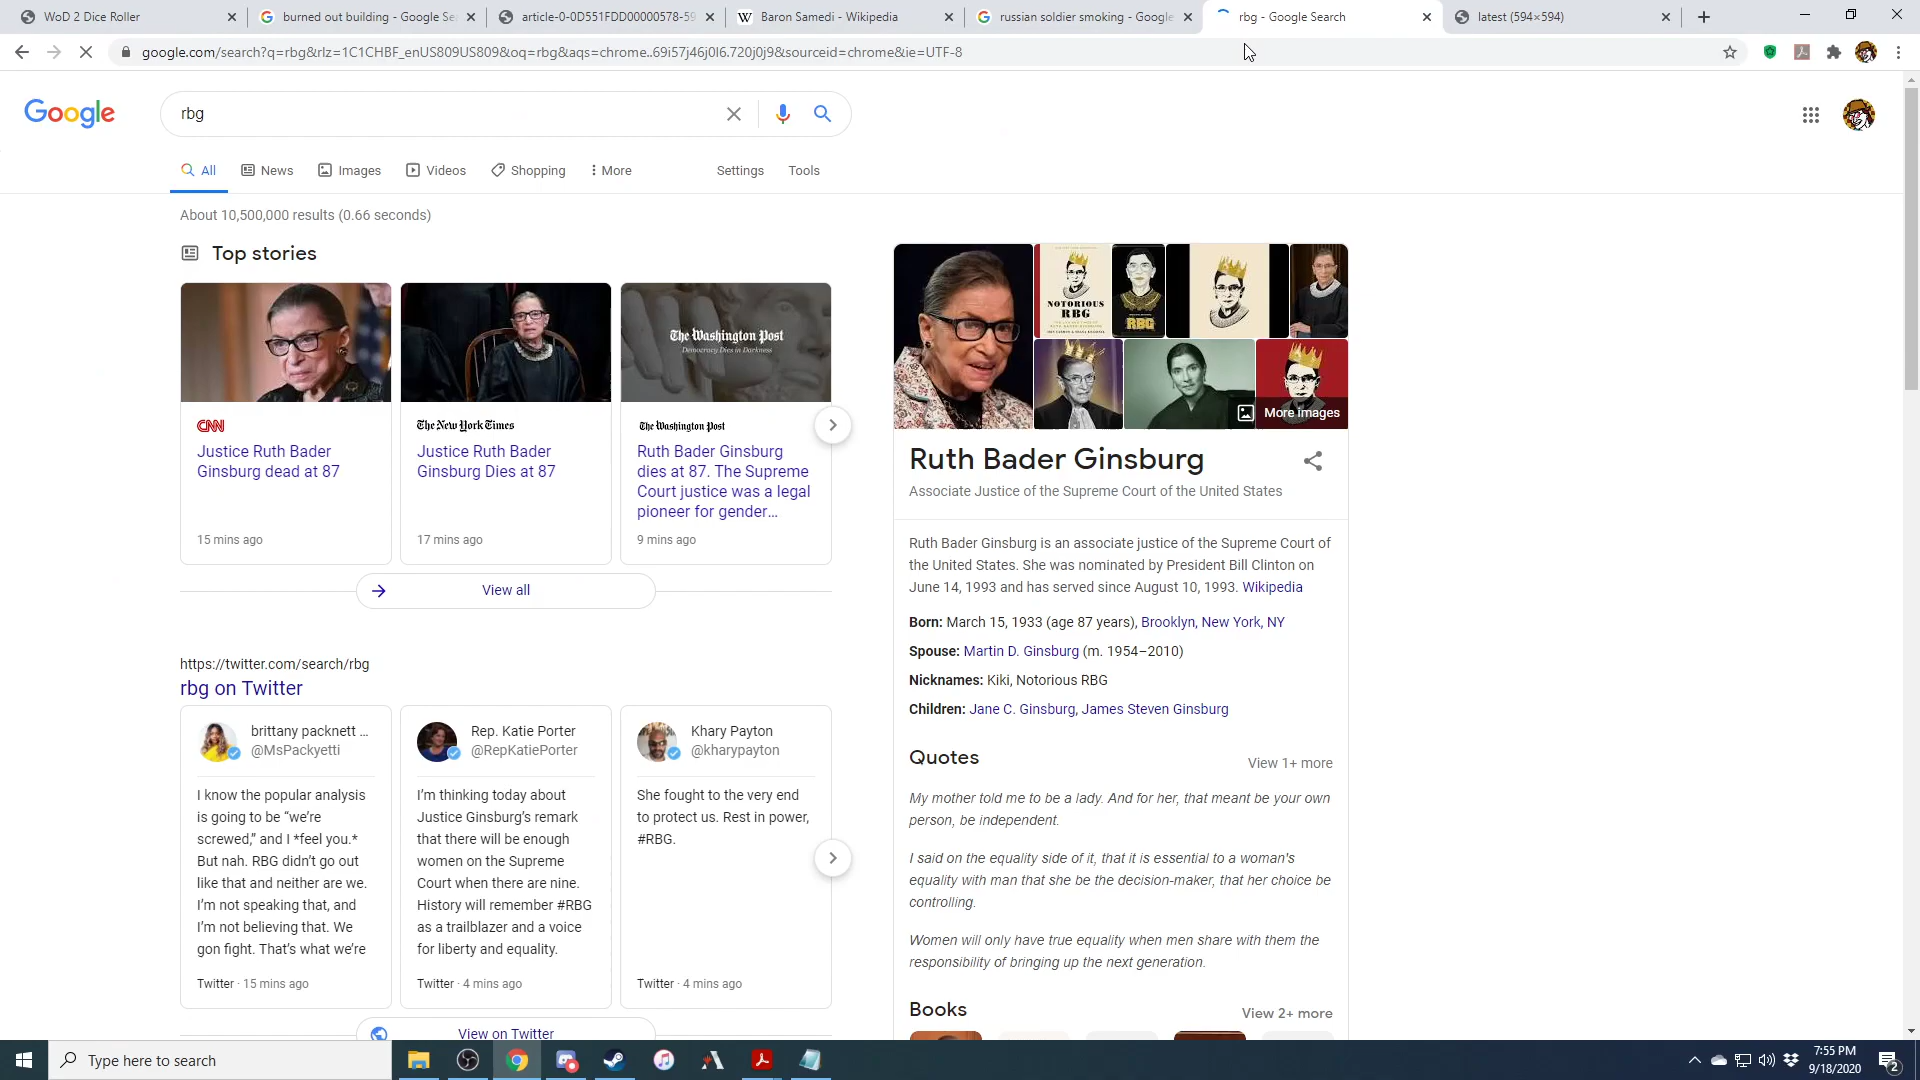 WoD 2 Dice Roller
burned out building - Google Se
article-0-0D551FDD00000578-59
Baron Samedi - Wikipedia
russian soldier smoking - Google
rbg - Google Search
latest (594×594)
google.com/search?q=rbg&rlz=1C1CHBF_enUS809US809&oq=rbg&aqs=chrome..69i57j46j0l6.720j0j9&sourceid=chrome&ie=UTF-8
Google
rbg
All
News
Images
Videos
Shopping
More
Settings
Tools
About 10,500,000 results (0.66 seconds)
Top stories
CNN
Justice Ruth Bader
Ginsburg dead at 87
15 mins ago
The New York Times
Justice Ruth Bader
Ginsburg Dies at 87
17 mins ago
The Washington Post
Democracy Dies in Darkness
The Washington Post
Ruth Bader Ginsburg
dies at 87. The Supreme
Court justice was a legal
pioneer for gender...
9 mins ago
View all
https://twitter.com/search/rbg
rbg on Twitter
brittany packnett ...
@MsPackyetti
I know the popular analysis
is going to be “we’re
screwed,” and I *feel you.*
But nah. RBG didn’t go out
like that and neither are we.
I’m not speaking that, and
I’m not believing that. We
gon fight. That’s what we’re
Twitter · 15 mins ago
Rep. Katie Porter
@RepKatiePorter
I’m thinking today about
Justice Ginsburg’s remark
that there will be enough
women on the Supreme
Court when there are nine.
History will remember #RBG
as a trailblazer and a voice
for liberty and equality.
Twitter · 4 mins ago
Khary Payton
@kharypayton
She fought to the very end
to protect us. Rest in power,
#RBG.
Twitter · 4 mins ago
View on Twitter
NOTORIOUS
RBG
RBG
More images
Ruth Bader Ginsburg
Associate Justice of the Supreme Court of the United States
Ruth Bader Ginsburg is an associate justice of the Supreme Court of
the United States. She was nominated by President Bill Clinton on
June 14, 1993 and has served since August 10, 1993. Wikipedia
Born: March 15, 1933 (age 87 years), Brooklyn, New York, NY
Spouse: Martin D. Ginsburg (m. 1954–2010)
Nicknames: Kiki, Notorious RBG
Children: Jane C. Ginsburg, James Steven Ginsburg
Quotes
View 1+ more
My mother told me to be a lady. And for her, that meant be your own
person, be independent.
I said on the equality side of it, that it is essential to a woman's
equality with man that she be the decision-maker, that her choice be
controlling.
Women will only have true equality when men share with them the
responsibility of bringing up the next generation.
Books
View 2+ more
Type here to search
7:55 PM
9/18/2020
2